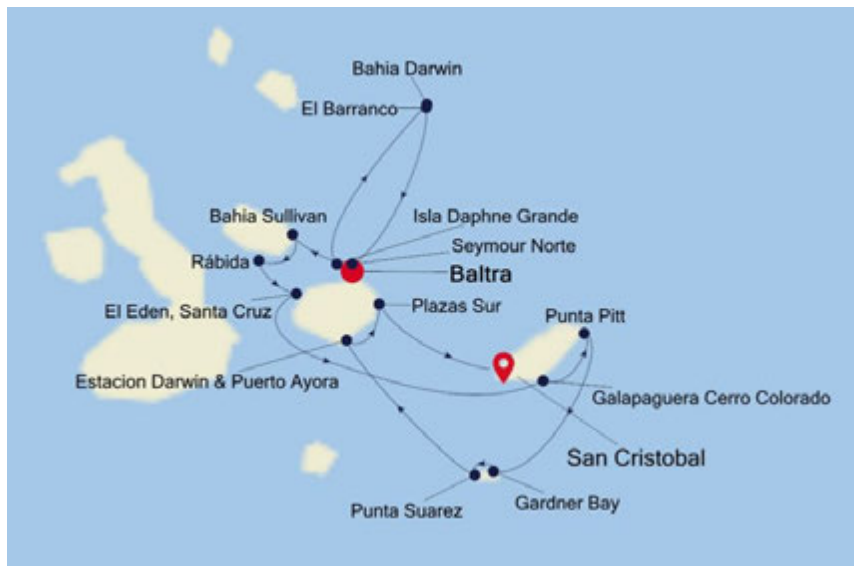 Bahia Darwin
El Barranco
Bahia Sullivan
Isla Daphne Grande
Seymour Norte
Rábida
Baltra
El Eden, Santa Cruz
Plazas Sur
Punta Pitt
Estacion Darwin & Puerto Ayora
Galapaguera Cerro Colorado
San Cristobal
Punta Suarez
Gardner Bay